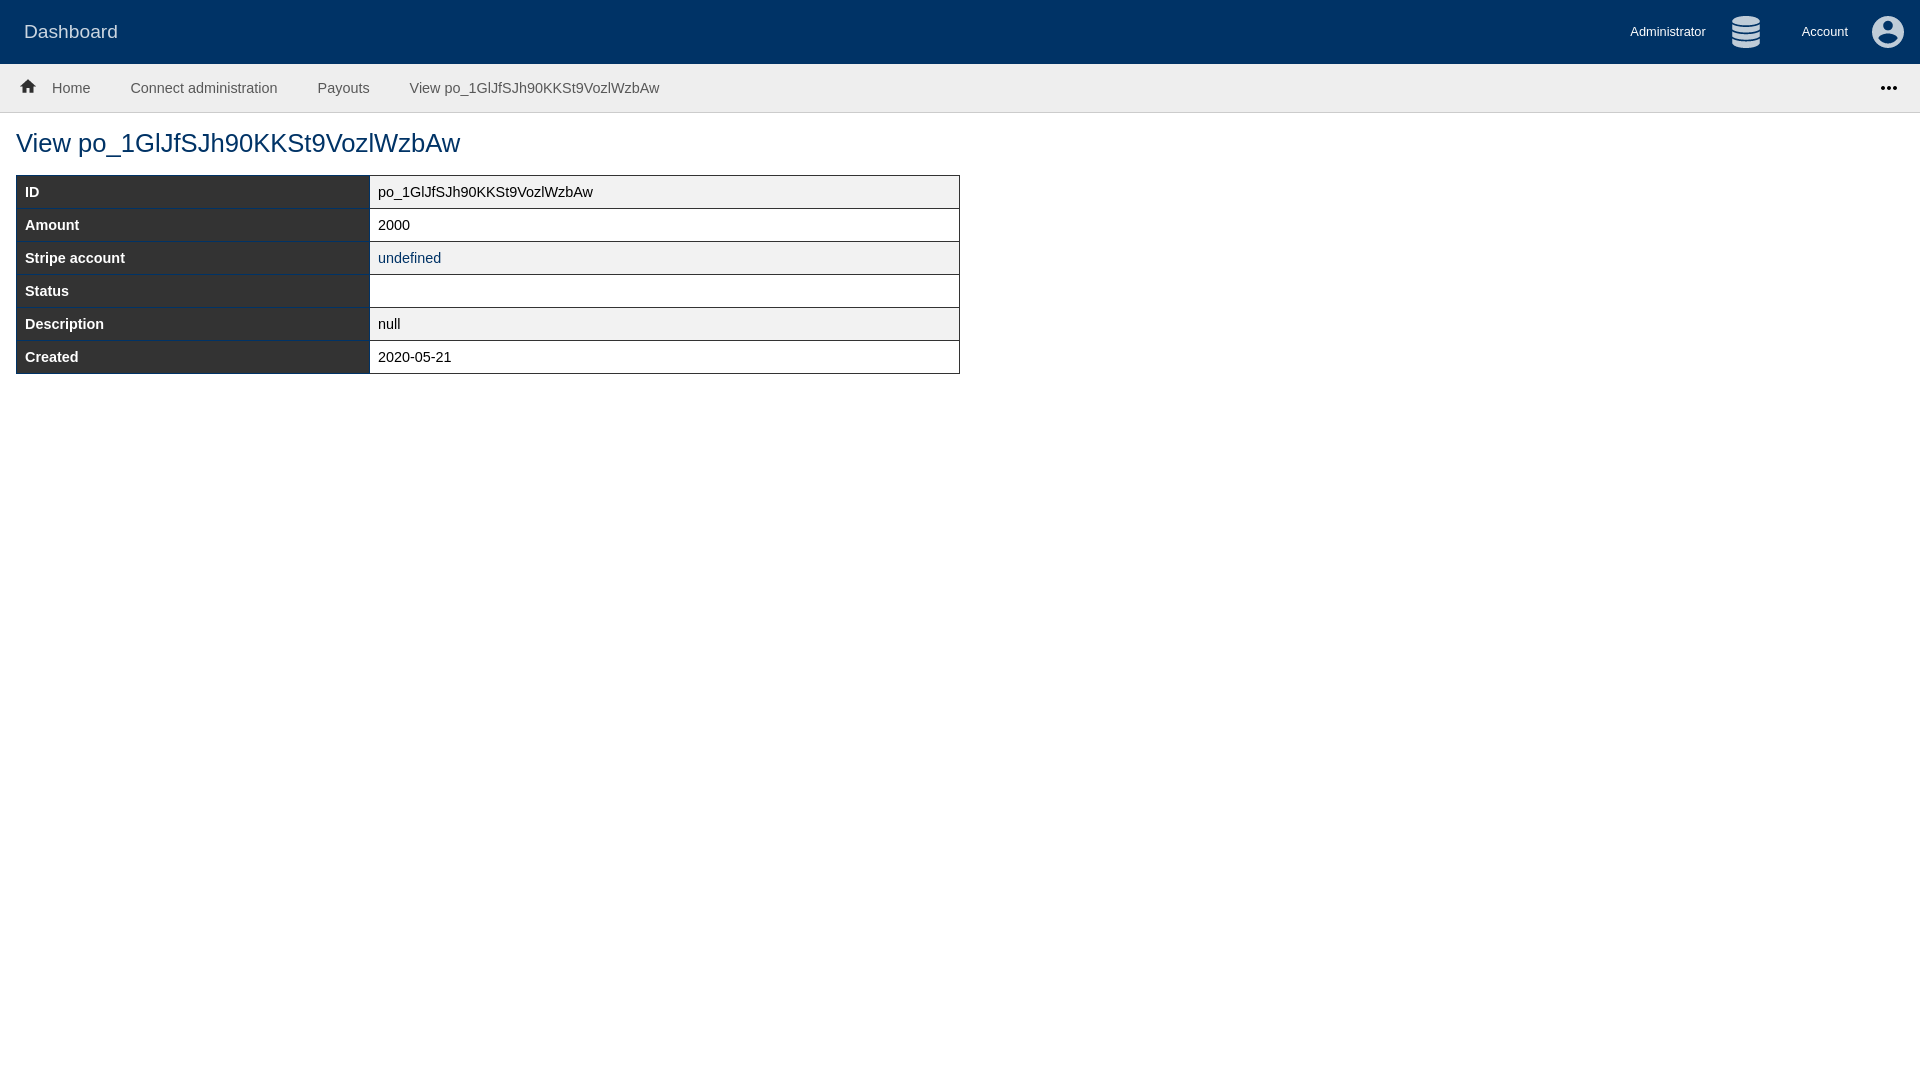 Dashboard
Administrator
Account
Home
Connect administration
Payouts
View po_1GlJfSJh90KKSt9VozlWzbAw
View po_1GlJfSJh90KKSt9VozlWzbAw
ID po_1GlJfSJh90KKSt9VozlWzbAw
Amount 2000
Stripe account undefined
Status
Description null
Created 2020-05-21